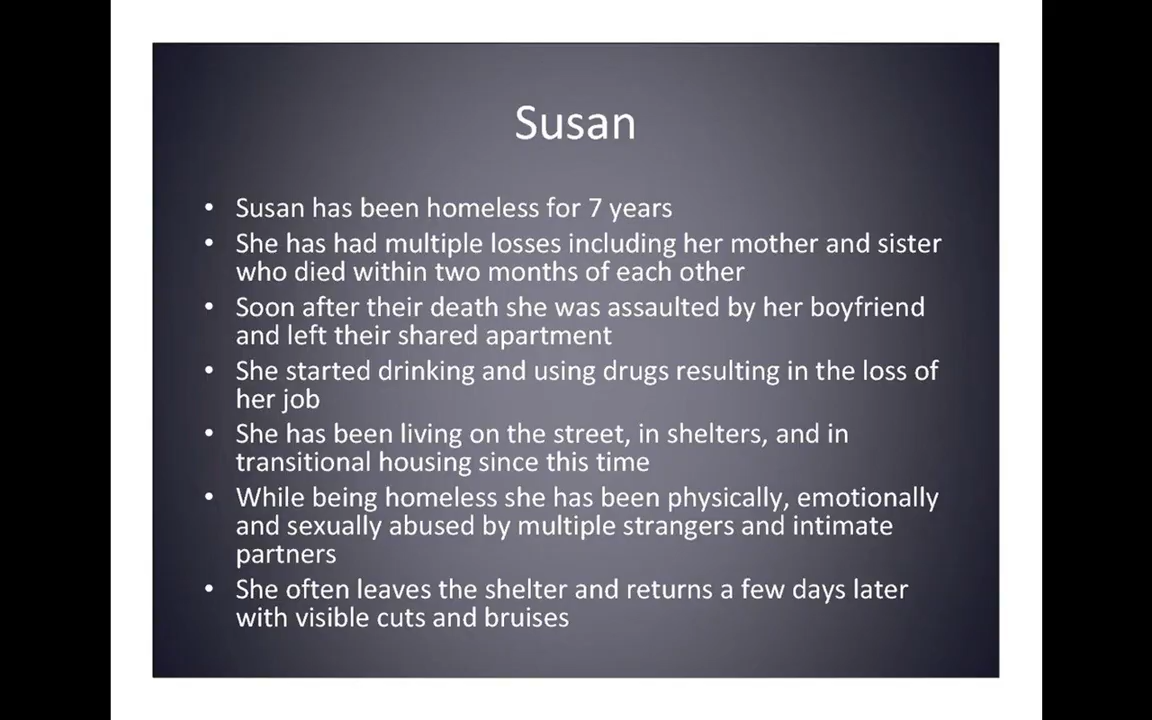 Susan
• Susan has been homeless for 7 years
• She has had multiple losses including her mother and sister
who died within two months of each other
• Soon after their death she was assaulted by her boyfriend
and left their shared apartment
• She started drinking and using drugs resulting in the loss of
her job
• She has been living on the street, in shelters, and in
transitional housing since this time
• While being homeless she has been physically, emotionally
and sexually abused by multiple strangers and intimate
partners
• She often leaves the shelter and returns a few days later
with visible cuts and bruises